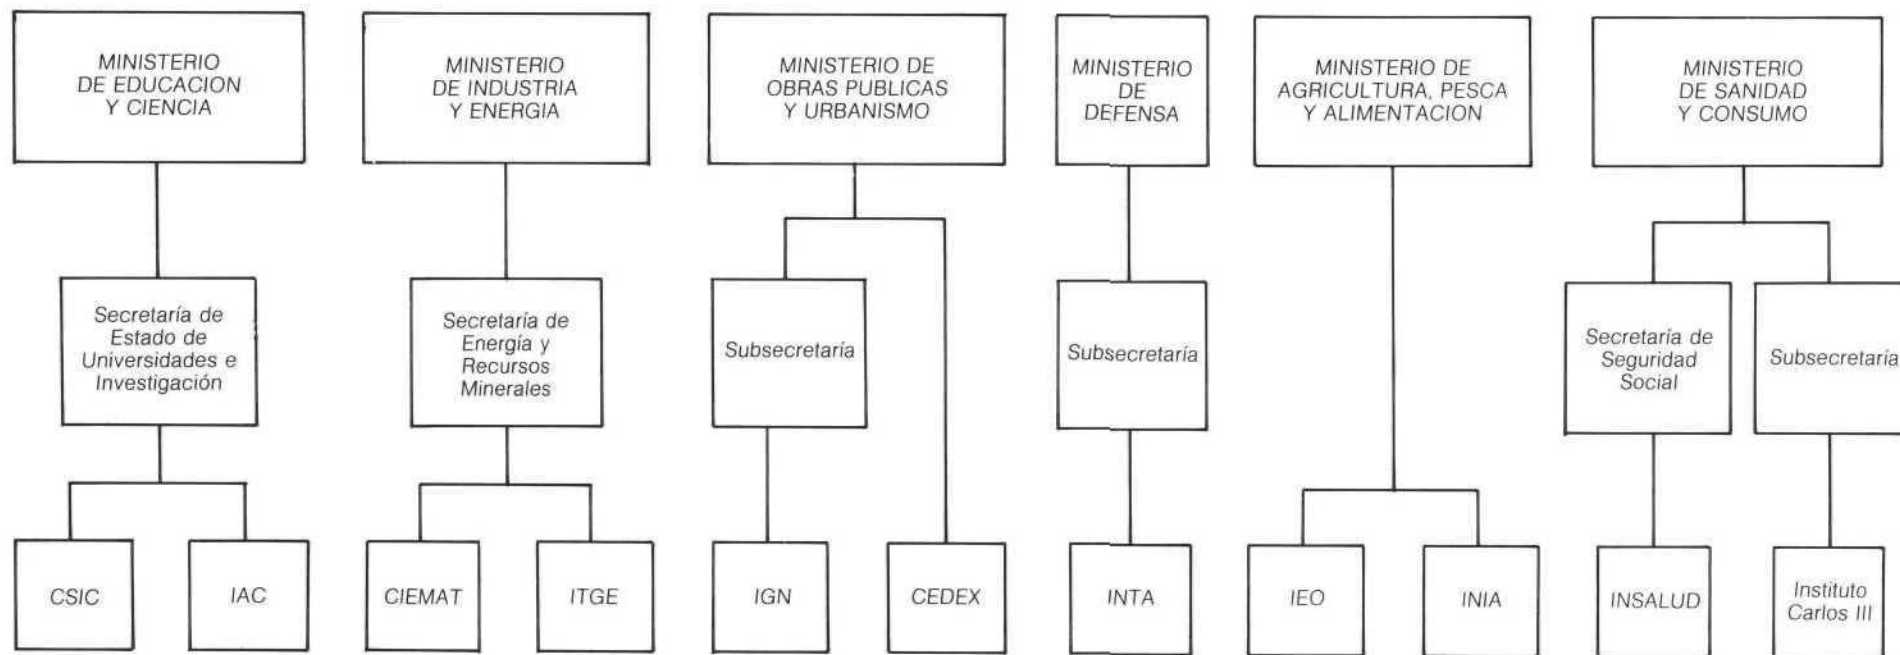 MINISTERIO
DE EDUCACION
Y CIENCIA
MINISTERIO
DE INDUSTRIA
Y ENERGIA
MINISTERIO DE
OBRAS PUBLICAS
Y URBANISMO
MINISTERIO
DE
DEFENSA
MINISTERIO DE
AGRICULTURA, PESCA
Y ALIMENTACION
MINISTERIO
DE SANIDAD
Y CONSUMO
Secretaría de
Estado de
Universidades e
Investigación
Secretaría de
Energía y
Recursos
Minerales
Subsecretaría
Subsecretaría
Secretaría de
Seguridad
Social
Subsecretaría
CSIC
IAC
CIEMAT
ITGE
IGN
CEDEX
INTA
IEO
INIA
INSALUD
Instituto
Carlos III